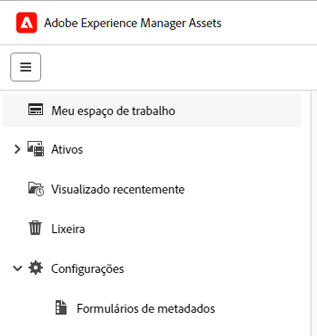 Adobe Experience Manager Assets
Meu espaço de trabalho
Ativos
Visualizado recentemente
Lixeira
Configurações
Formulários de metadados